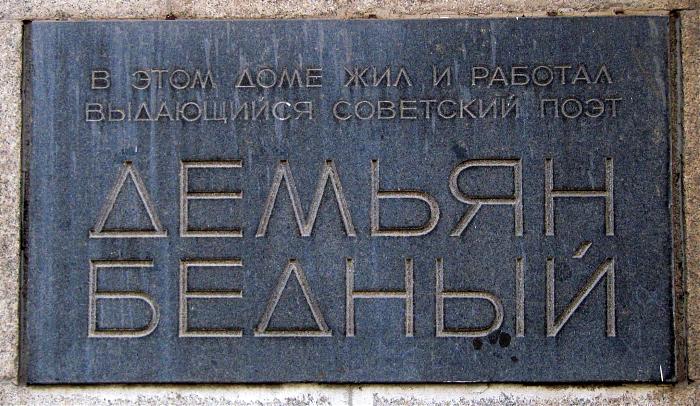 В ЭТОМ ДОМЕ ЖИЛ И РАБОТАЛ
ВЫДАЮЩИЙСЯ СОВЕТСКИЙ ПОЭТ
ДЕМЬЯН
БЕДНЫЙ